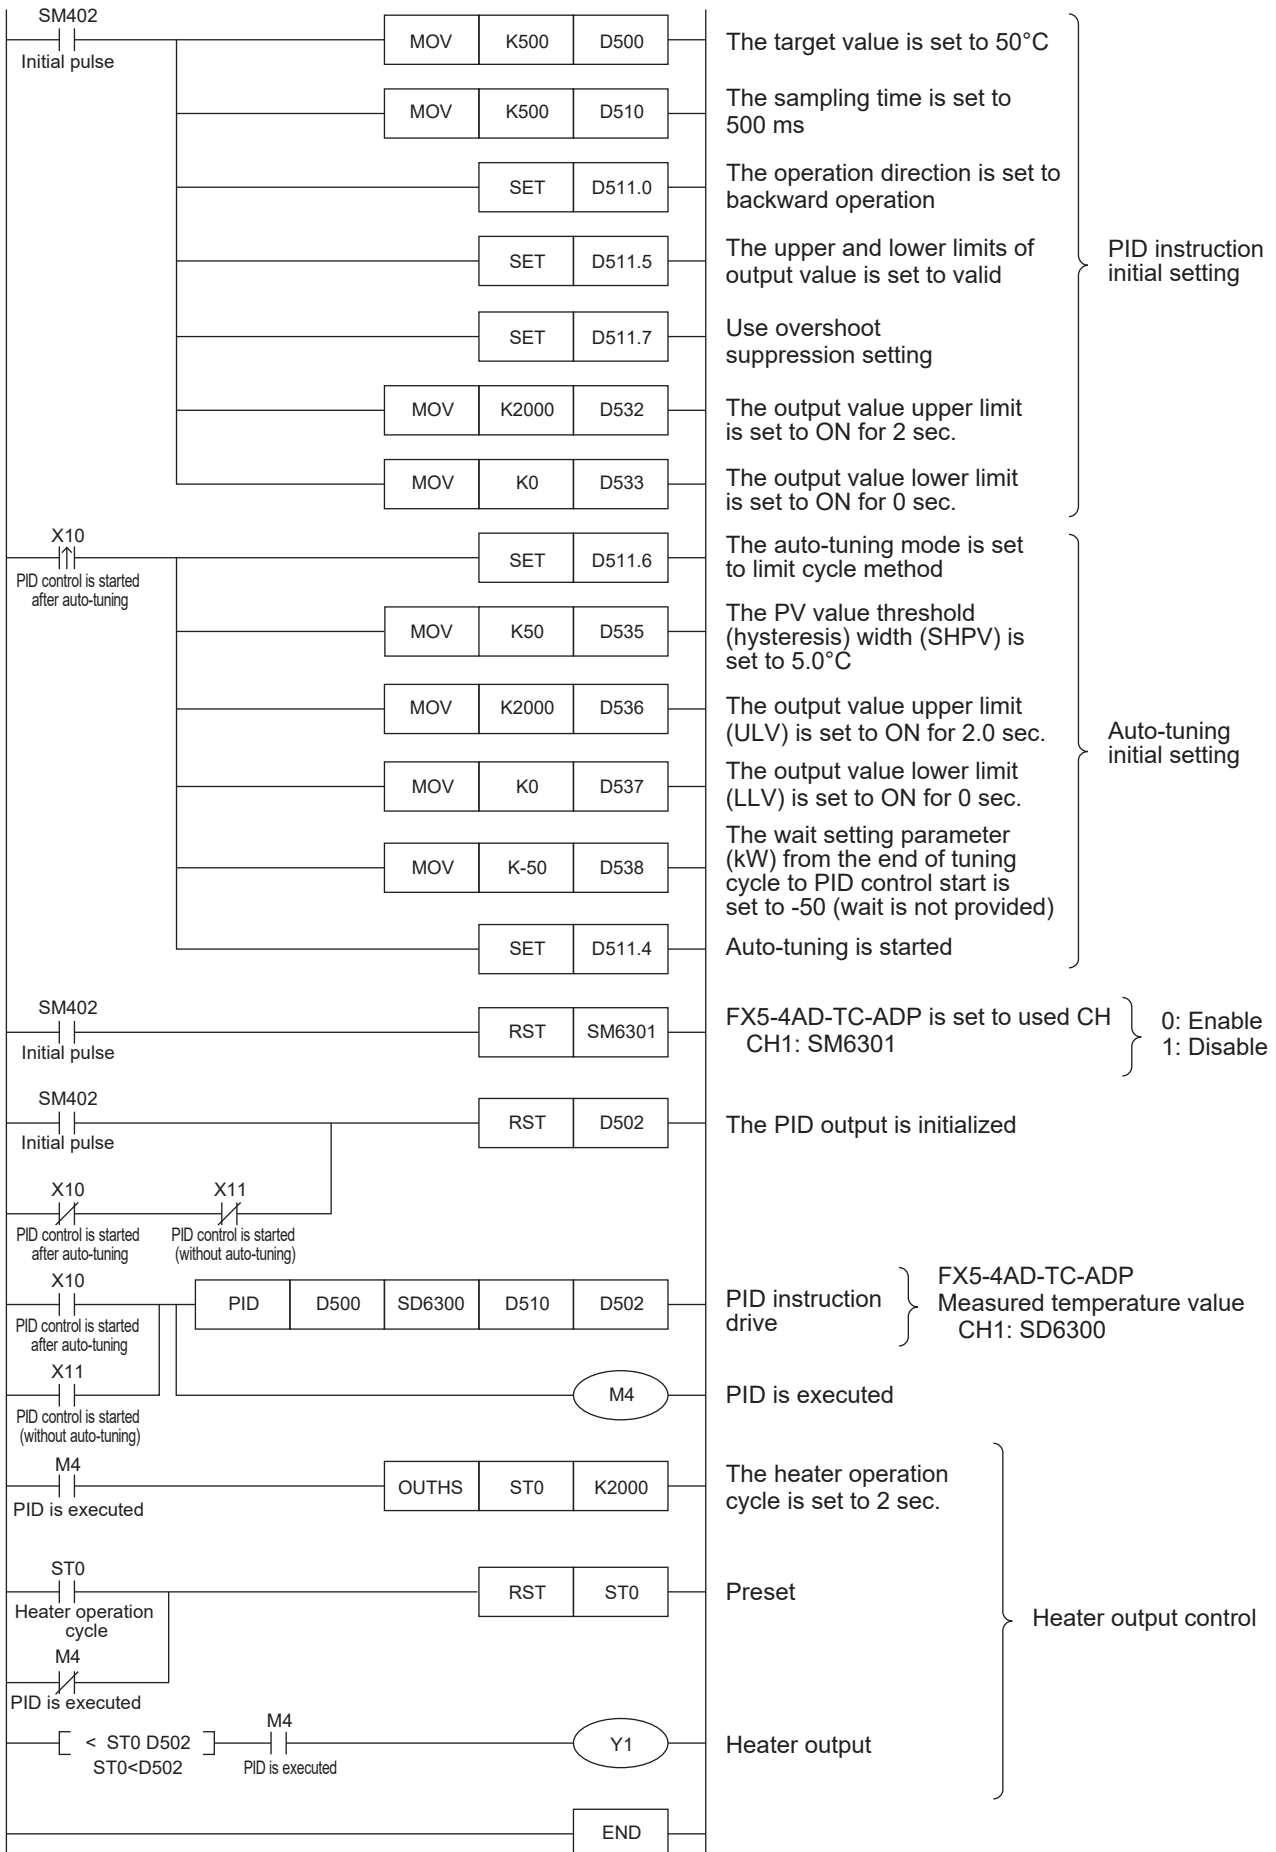 SM402
Initial pulse
MOV K500 D500
The target value is set to 50°C
MOV K500 D510
The sampling time is set to
500 ms
SET D511.0
The operation direction is set to
backward operation
SET D511.5
The upper and lower limits of
output value is set to valid
PID instruction
initial setting
SET D511.7
Use overshoot
suppression setting
MOV K2000 D532
The output value upper limit
is set to ON for 2 sec.
MOV K0 D533
The output value lower limit
is set to ON for 0 sec.
X10
PID control is started
after auto-tuning
SET D511.6
The auto-tuning mode is set
to limit cycle method
MOV K50 D535
The PV value threshold
(hysteresis) width (SHPV) is
set to 5.0°C
MOV K2000 D536
The output value upper limit
(ULV) is set to ON for 2.0 sec.
Auto-tuning
initial setting
MOV K0 D537
The output value lower limit
(LLV) is set to ON for 0 sec.
MOV K-50 D538
The wait setting parameter
(kW) from the end of tuning
cycle to PID control start is
set to -50 (wait is not provided)
SET D511.4
Auto-tuning is started
SM402
Initial pulse
RST SM6301
FX5-4AD-TC-ADP is set to used CH
CH1: SM6301
0: Enable
1: Disable
SM402
Initial pulse
RST D502
The PID output is initialized
X10 X11
PID control is started PID control is started
after auto-tuning (without auto-tuning)
X10
PID control is started
after auto-tuning
PID D500 SD6300 D510 D502
PID instruction
drive
FX5-4AD-TC-ADP
Measured temperature value
CH1: SD6300
X11
PID control is started
(without auto-tuning)
M4
PID is executed
M4
PID is executed
OUTHS ST0 K2000
The heater operation
cycle is set to 2 sec.
ST0
Heater operation
cycle
RST ST0
Preset
Heater output control
M4
PID is executed
< ST0 D502
ST0<D502
M4
PID is executed
Y1
Heater output
END